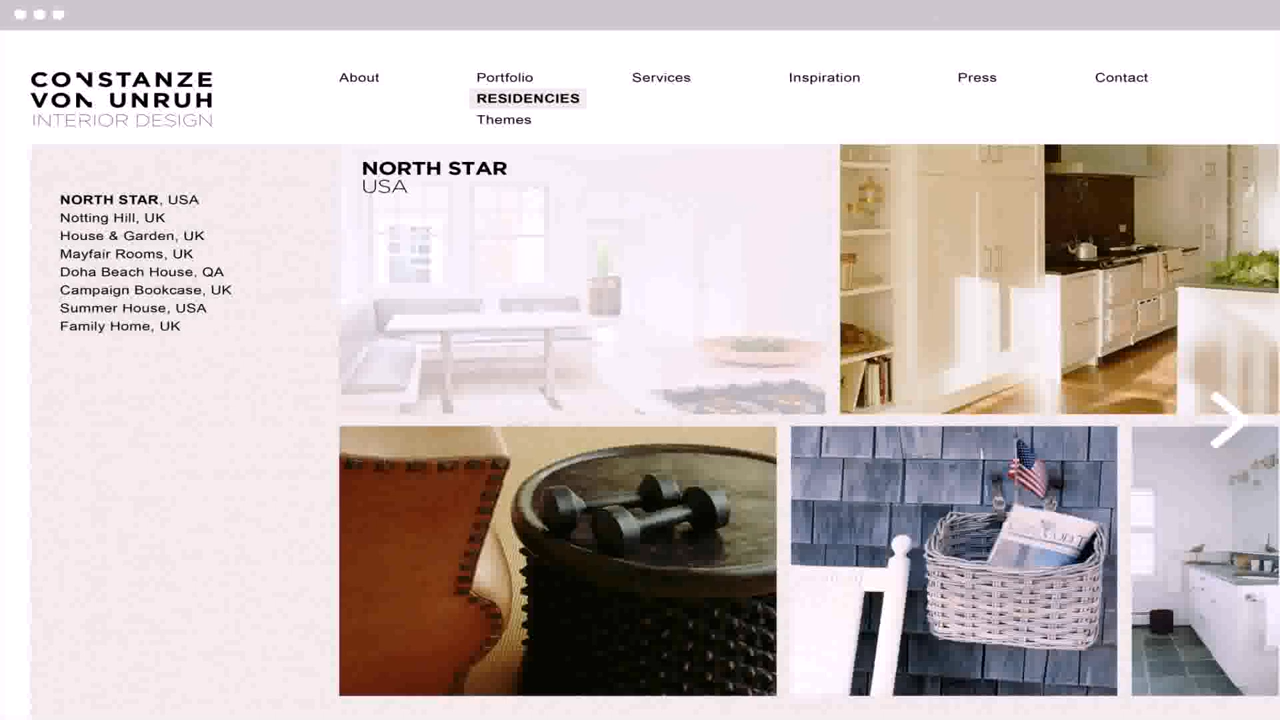 CONSTANZE
VON UNRUH
INTERIOR DESIGN
About
Portfolio
Services
Inspiration
Press
Contact
RESIDENCIES
Themes
NORTH STAR, USA
Notting Hill, UK
House & Garden, UK
Mayfair Rooms, UK
Doha Beach House, QA
Campaign Bookcase, UK
Summer House, USA
Family Home, UK
NORTH STAR
USA